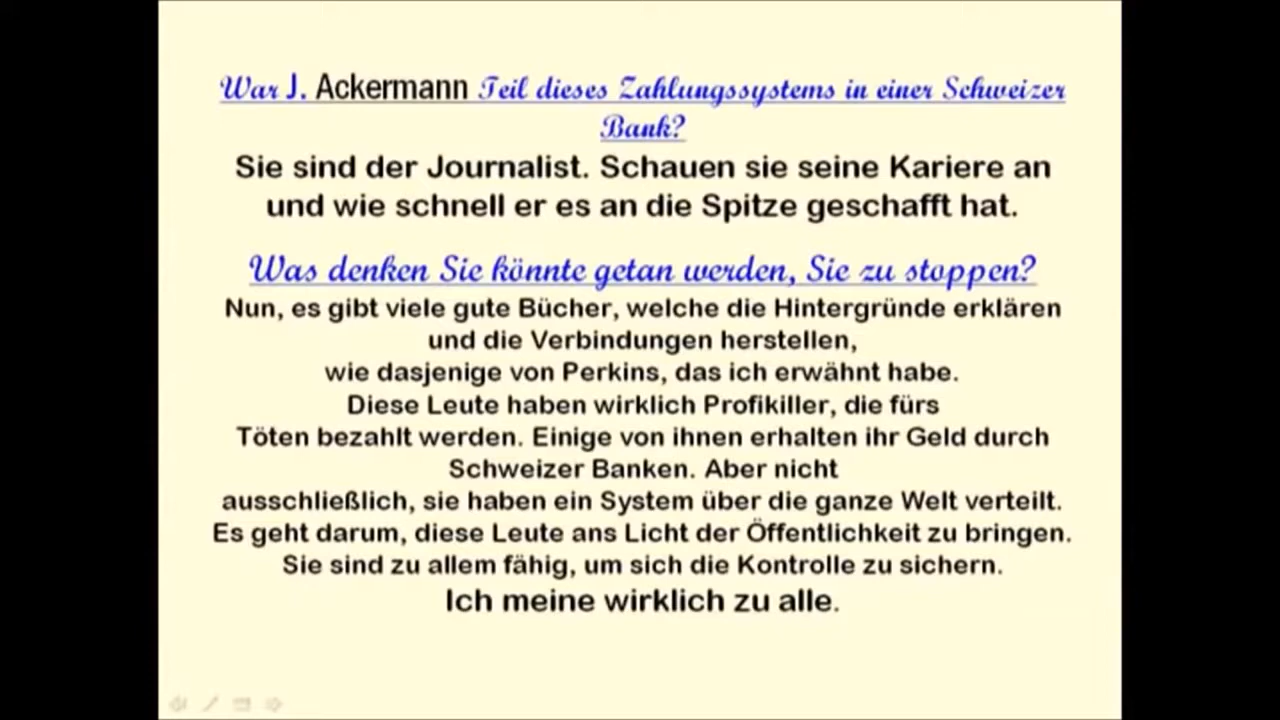 War J. Ackermann Teil dieses Zahlungssystems in einer Schweizer
Bank?
Sie sind der Journalist. Schauen sie seine Kariere an
und wie schnell er es an die Spitze geschafft hat.
Was denken Sie könnte getan werden, Sie zu stoppen?
Nun, es gibt viele gute Bücher, welche die Hintergründe erklären
und die Verbindungen herstellen,
wie dasjenige von Perkins, das ich erwähnt habe.
Diese Leute haben wirklich Profikiller, die fürs
Töten bezahlt werden. Einige von ihnen erhalten ihr Geld durch
Schweizer Banken. Aber nicht
ausschließlich, sie haben ein System über die ganze Welt verteilt.
Es geht darum, diese Leute ans Licht der Öffentlichkeit zu bringen.
Sie sind zu allem fähig, um sich die Kontrolle zu sichern.
Ich meine wirklich zu alle.